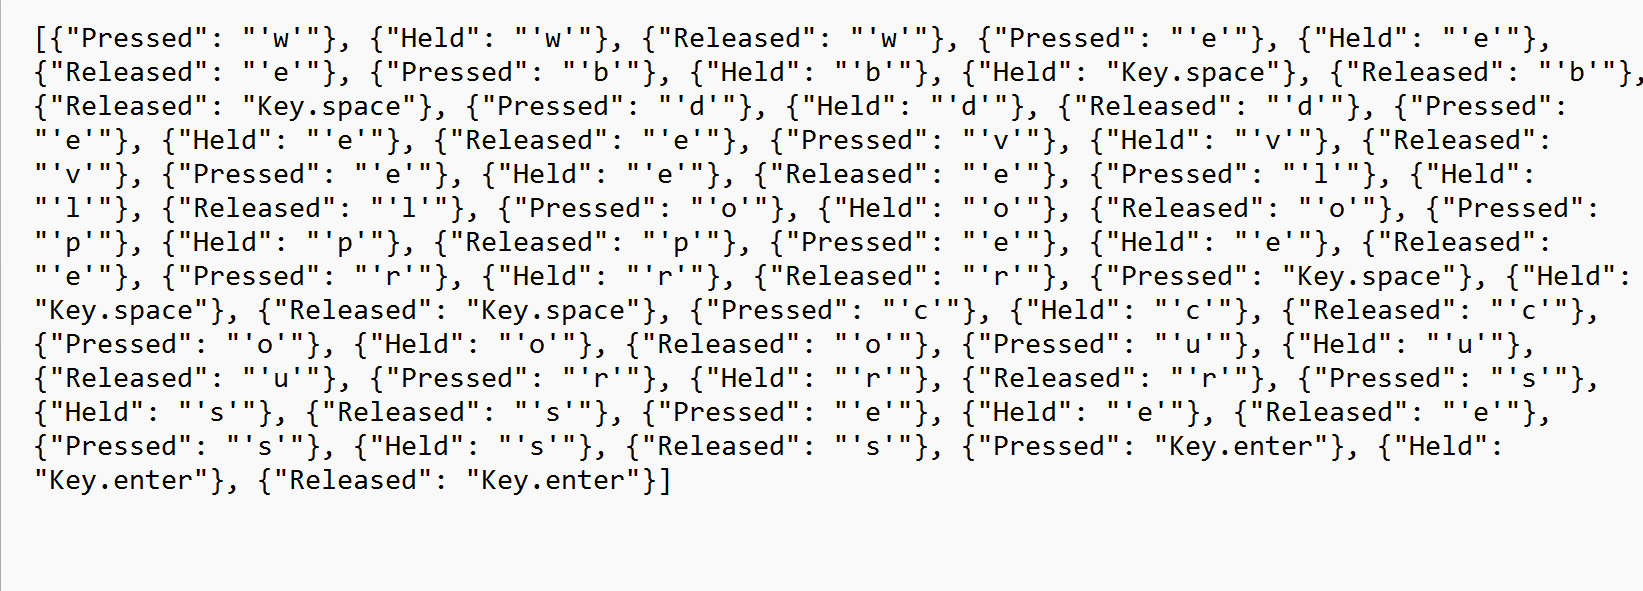 [{"Pressed": "'w'"}, {"Held": "'w'"}, {"Released": "'w'"}, {"Pressed": "'e'"}, {"Held": "'e'"},
{"Released": "'e'"}, {"Pressed": "'b'"}, {"Held": "'b'"}, {"Held": "Key.space"}, {"Released": "'b'"},
{"Released": "Key.space"}, {"Pressed": "'d'"}, {"Held": "'d'"}, {"Released": "'d'"}, {"Pressed":
"'e'"}, {"Held": "'e'"}, {"Released": "'e'"}, {"Pressed": "'v'"}, {"Held": "'v'"}, {"Released":
"'v'"}, {"Pressed": "'e'"}, {"Held": "'e'"}, {"Released": "'e'"}, {"Pressed": "'l'"}, {"Held":
"'l'"}, {"Released": "'l'"}, {"Pressed": "'o'"}, {"Held": "'o'"}, {"Released": "'o'"}, {"Pressed":
"'p'"}, {"Held": "'p'"}, {"Released": "'p'"}, {"Pressed": "'e'"}, {"Held": "'e'"}, {"Released":
"'e'"}, {"Pressed": "'r'"}, {"Held": "'r'"}, {"Released": "'r'"}, {"Pressed": "Key.space"}, {"Held":
"Key.space"}, {"Released": "Key.space"}, {"Pressed": "'c'"}, {"Held": "'c'"}, {"Released": "'c'"},
{"Pressed": "'o'"}, {"Held": "'o'"}, {"Released": "'o'"}, {"Pressed": "'u'"}, {"Held": "'u'"},
{"Released": "'u'"}, {"Pressed": "'r'"}, {"Held": "'r'"}, {"Released": "'r'"}, {"Pressed": "'s'"},
{"Held": "'s'"}, {"Released": "'s'"}, {"Pressed": "'e'"}, {"Held": "'e'"}, {"Released": "'e'"},
{"Pressed": "'s'"}, {"Held": "'s'"}, {"Released": "'s'"}, {"Pressed": "Key.enter"}, {"Held":
"Key.enter"}, {"Released": "Key.enter"}]